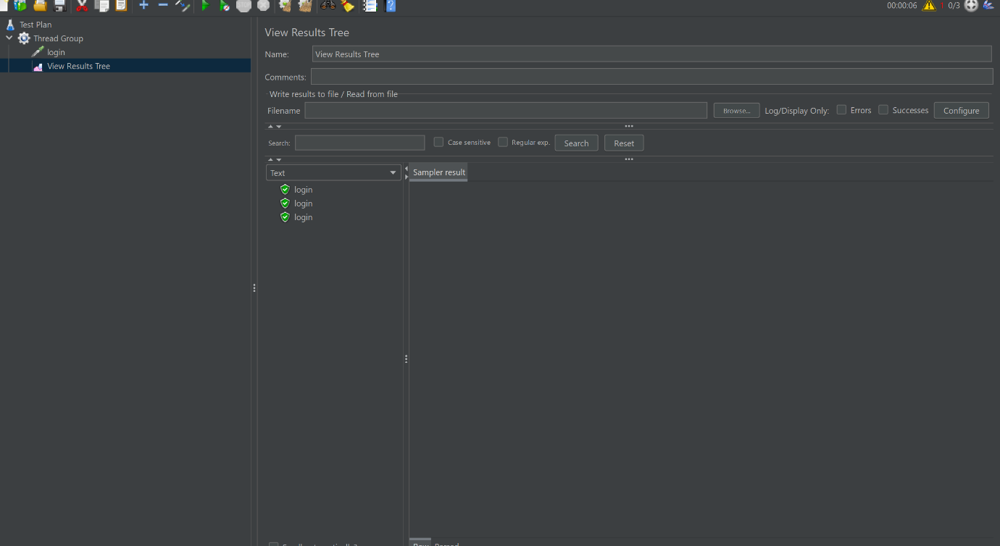 00:00:06 1 0/3
Test Plan
Thread Group
login
View Results Tree
View Results Tree
Name: View Results Tree
Comments:
Write results to file / Read from file
Filename Browse... Log/Display Only: Errors Successes Configure
Search: Case sensitive Regular exp. Search Reset
Text
Sampler result
login
login
login